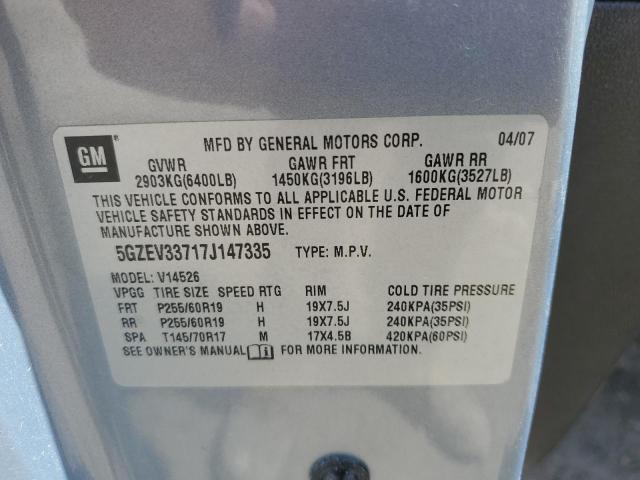 GM MFD BY GENERAL MOTORS CORP. 04/07
GVWR GAWR FRT GAWR RR
2903KG(6400LB) 1450KG(3196LB) 1600KG(3527LB)
THIS VEHICLE CONFORMS TO ALL APPLICABLE U.S. FEDERAL MOTOR
VEHICLE SAFETY STANDARDS IN EFFECT ON THE DATE OF
MANUFACTURE SHOWN ABOVE.
5GZEV33717J147335 TYPE: M.P.V.
MODEL: V14526
VPGG TIRE SIZE SPEED RTG RIM COLD TIRE PRESSURE
FRT P255/60R19 H 19X7.5J 240KPA(35PSI)
RR P255/60R19 H 19X7.5J 240KPA(35PSI)
SPA T145/70R17 M 17X4.5B 420KPA(60PSI)
SEE OWNER'S MANUAL FOR MORE INFORMATION.